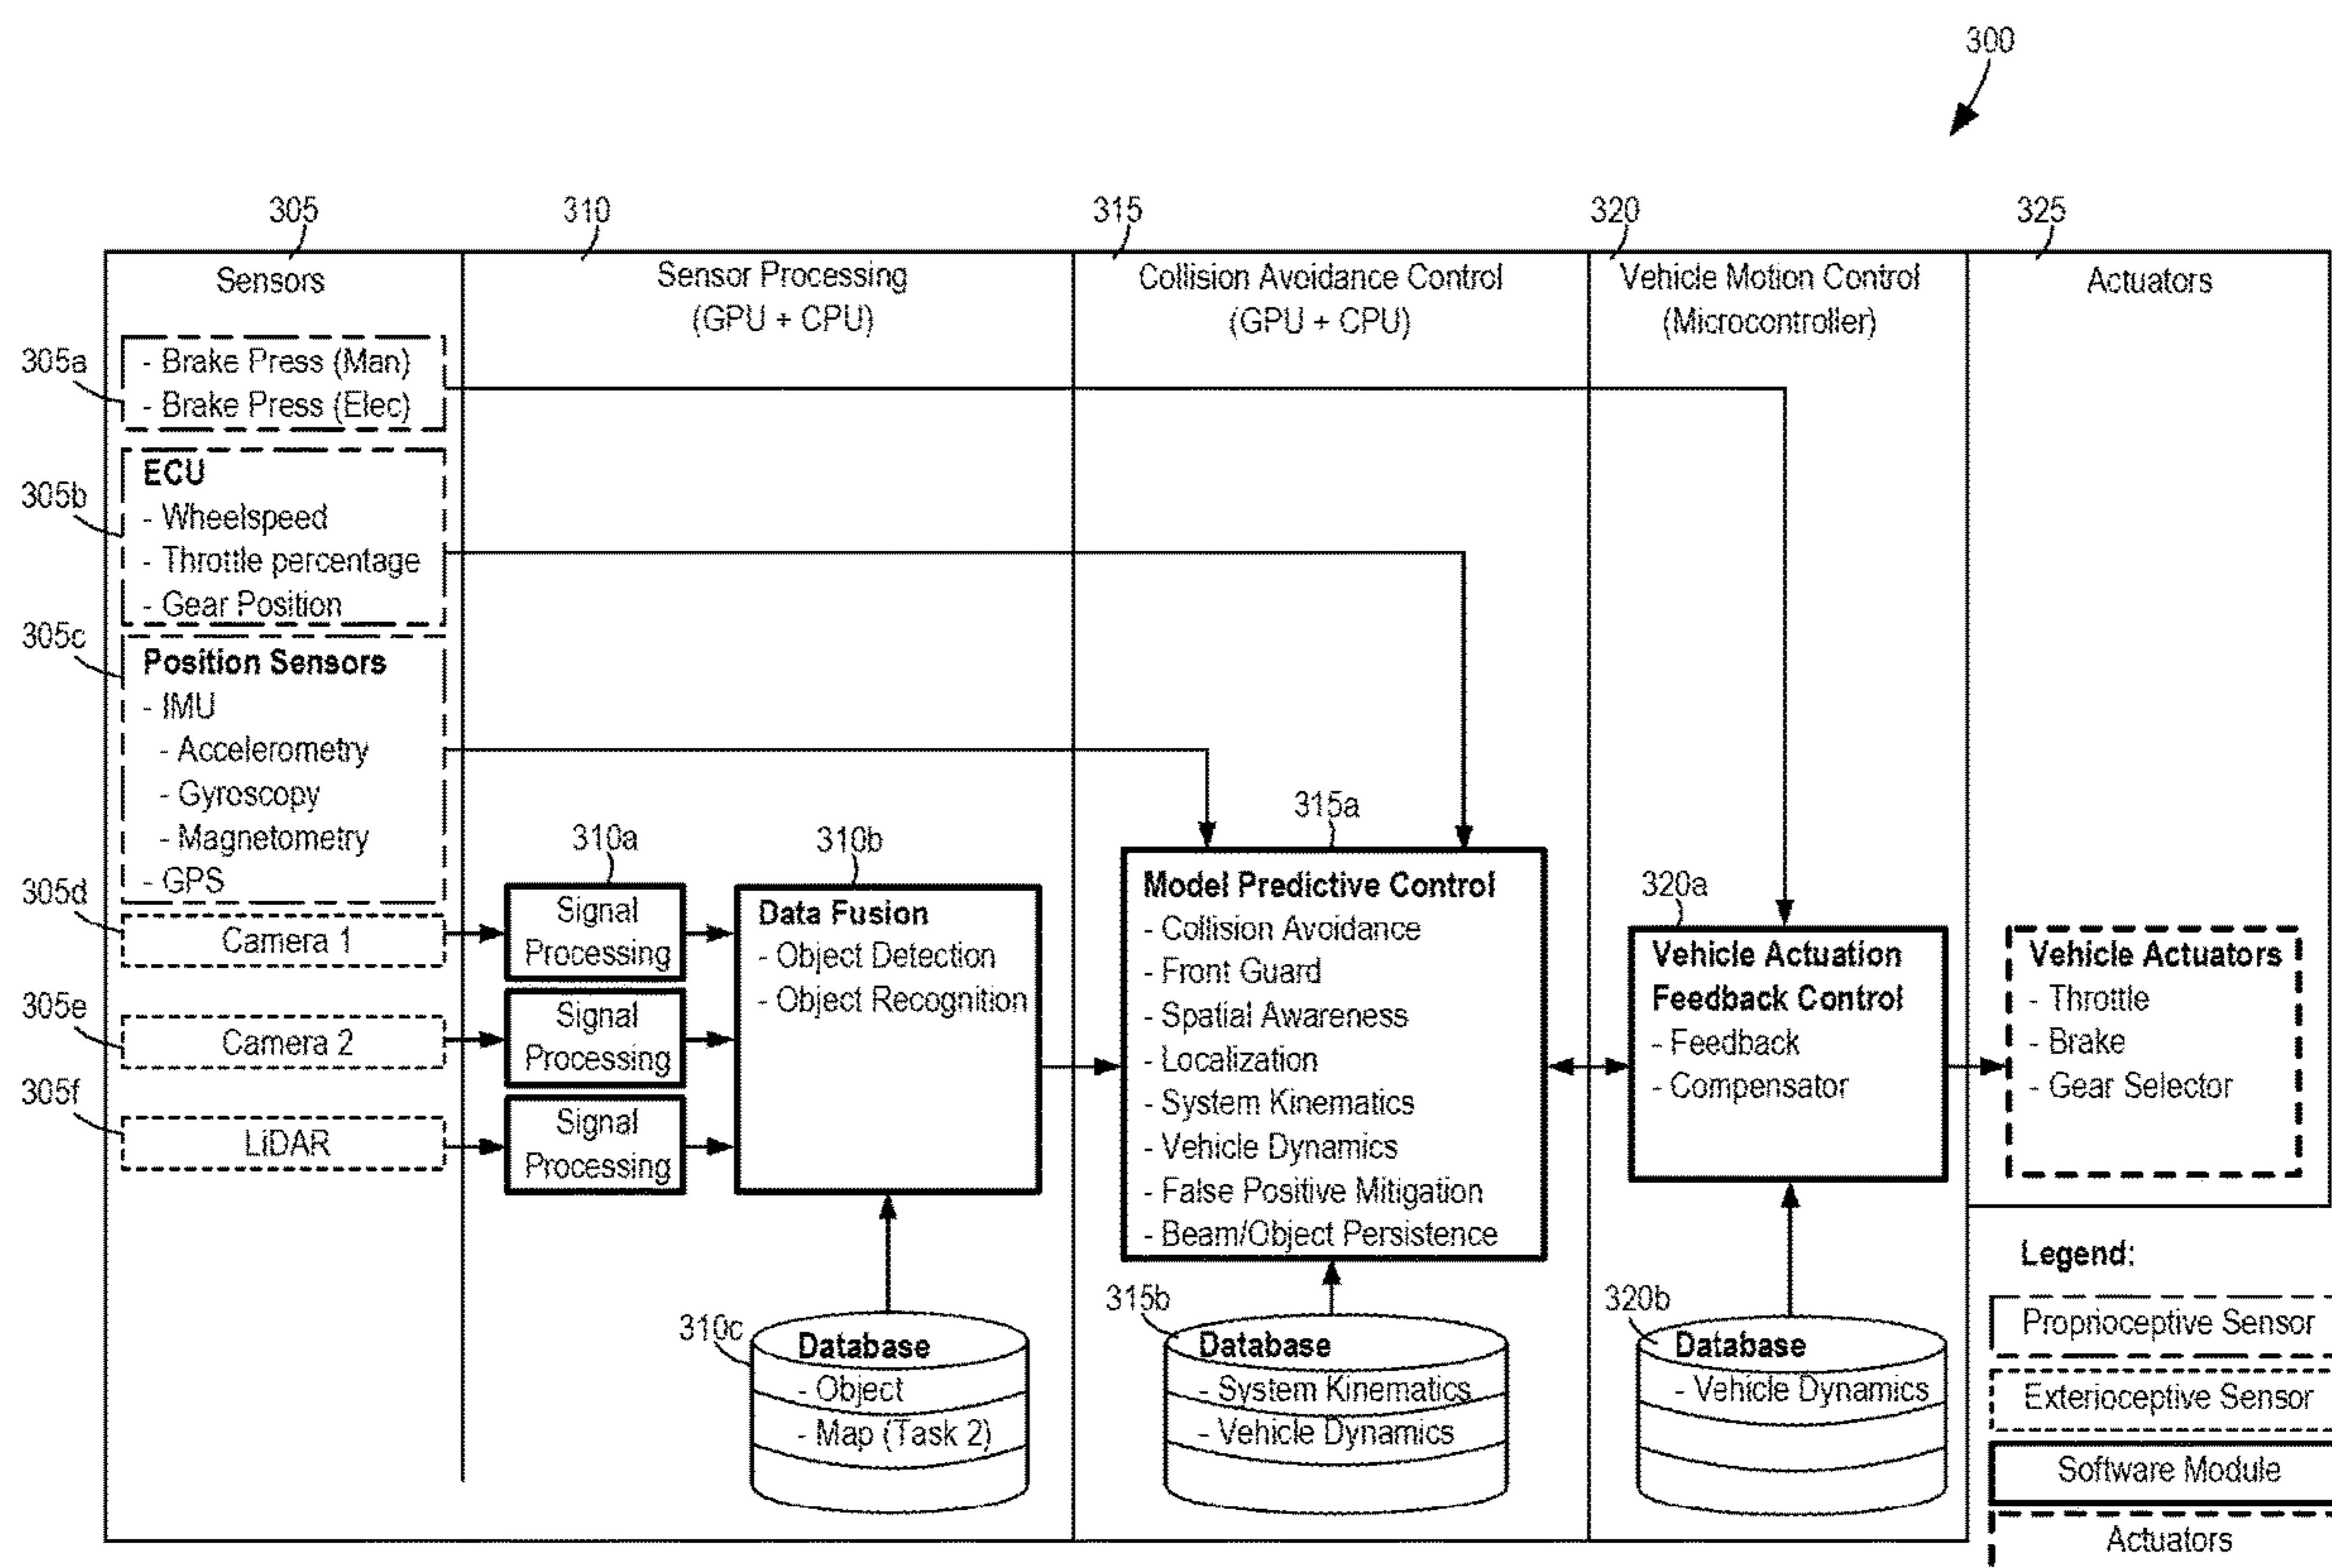 300
305
310
315
320
325
Sensors
Sensor Processing
(GPU + CPU)
Collision Avoidance Control
(GPU + CPU)
Vehicle Motion Control
(Microcontroller)
Actuators
305a
- Brake Press (Man)
- Brake Press (Elec)
305b
ECU
- Wheelspeed
- Throttle percentage
- Gear Position
305c
Position Sensors
- IMU
- Accelerometry
- Gyroscopy
- Magnetometry
- GPS
305d
Camera 1
305e
Camera 2
305f
LiDAR
310a
Signal
Processing
Signal
Processing
Signal
Processing
310b
Data Fusion
- Object Detection
- Object Recognition
310c
Database
- Object
- Map (Task 2)
315a
Model Predictive Control
- Collision Avoidance
- Front Guard
- Spatial Awareness
- Localization
- System Kinematics
- Vehicle Dynamics
- False Positive Mitigation
- Beam/Object Persistence
315b
Database
- System Kinematics
- Vehicle Dynamics
320a
Vehicle Actuation
Feedback Control
- Feedback
- Compensator
320b
Database
- Vehicle Dynamics
Vehicle Actuators
- Throttle
- Brake
- Gear Selector
Legend:
Proprioceptive Sensor
Exterioceptive Sensor
Software Module
Actuators